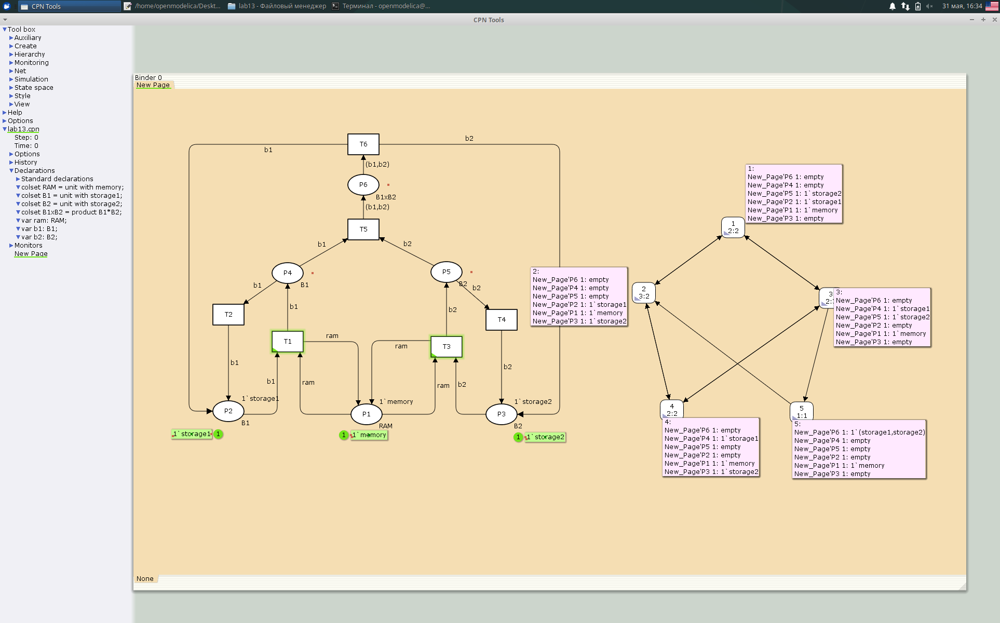 CPN Tools
/home/openmodelica/Deskt...
lab13 - Файловый менеджер
Терминал - openmodelica@...
31 мая, 16:34
CPN Tools
Tool box
Auxiliary
Create
Hierarchy
Monitoring
Net
Simulation
State space
Style
View
Help
Options
lab13.cpn
Step: 0
Time: 0
Options
History
Declarations
Standard declarations
colset RAM = unit with memory;
colset B1 = unit with storage1;
colset B2 = unit with storage2;
colset B1xB2 = product B1*B2;
var ram: RAM;
var b1: B1;
var b2: B2;
Monitors
New Page
Binder 0
New Page
T6
b1
b2
(b1,b2)
P6
B1xB2
(b1,b2)
T5
b1
b2
P4
B1
P5
B2
b1
b2
T2
b1
b2
T4
T1
ram
ram
T3
b1
b1
ram
ram
b2
b2
P2
1`storage1
B1
P1
1`memory
RAM
P3
1`storage2
B2
1`storage1
1
1
1`memory
1
1`storage2
1:
New_Page'P6 1: empty
New_Page'P4 1: empty
New_Page'P5 1: 1`storage2
New_Page'P2 1: 1`storage1
New_Page'P1 1: 1`memory
New_Page'P3 1: empty
1
2:2
2:
New_Page'P6 1: empty
New_Page'P4 1: empty
New_Page'P5 1: empty
New_Page'P2 1: 1`storage1
New_Page'P1 1: 1`memory
New_Page'P3 1: 1`storage2
2
3:2
3
2:
3:
New_Page'P6 1: empty
New_Page'P4 1: 1`storage1
New_Page'P5 1: 1`storage2
New_Page'P2 1: empty
New_Page'P1 1: 1`memory
New_Page'P3 1: empty
4
2:2
4:
New_Page'P6 1: empty
New_Page'P4 1: 1`storage1
New_Page'P5 1: empty
New_Page'P2 1: empty
New_Page'P1 1: 1`memory
New_Page'P3 1: 1`storage2
5
1:1
5:
New_Page'P6 1: 1`(storage1,storage2)
New_Page'P4 1: empty
New_Page'P5 1: empty
New_Page'P2 1: empty
New_Page'P1 1: 1`memory
New_Page'P3 1: empty
None